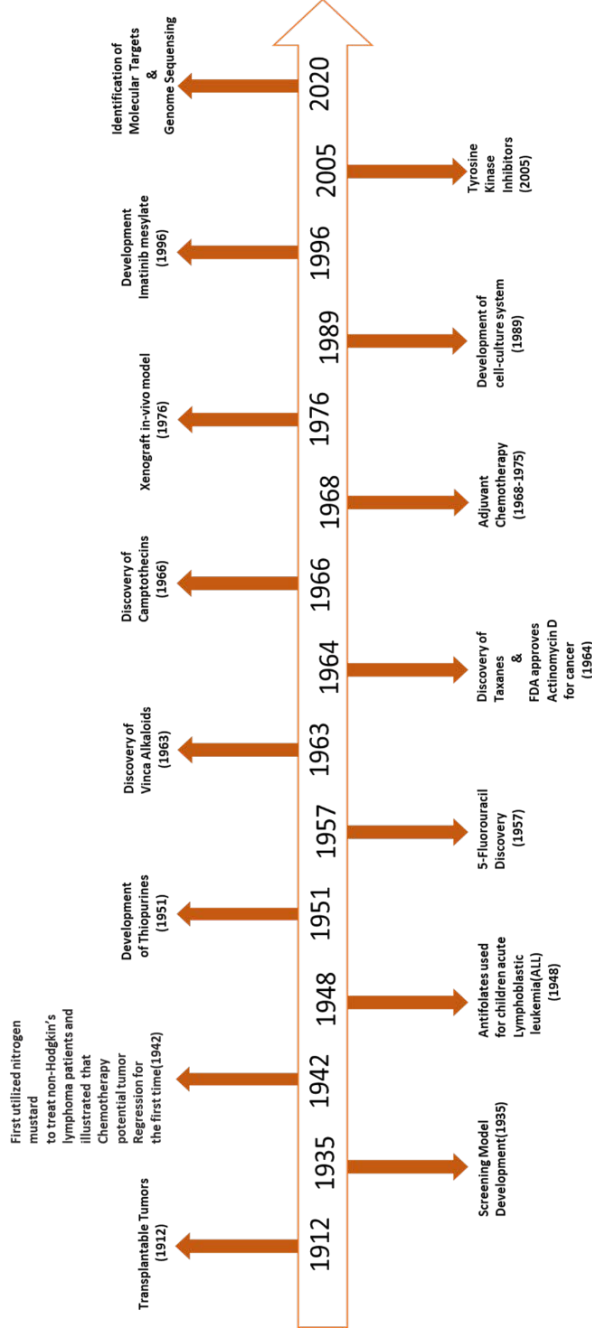 Transplantable Tumors
(1912)
First utilized nitrogen
mustard
to treat non-Hodgkin's
lymphoma patients and
illustrated that
Chemotherapy
potential tumor
Regression for
the first time(1942)
Development
of Thiopurines
(1951)
Discovery of
Vinca Alkaloids
(1963)
Discovery of
Camptothecins
(1966)
Xenograft in-vivo model
(1976)
Development
Imatinib mesylate
(1996)
Identification of
Molecular Targets
&
Genome Sequensing
1912
1935
1942
1948
1951
1957
1963
1964
1966
1968
1976
1989
1996
2005
2020
Screening Model
Development(1935)
Antifolates used
for children acute
Lymphoblastic
leukemia(ALL)
(1948)
5-Fluorouracil
Discovery
(1957)
Discovery of
Taxanes
&
FDA approves
Actinomycin D
for cancer
(1964)
Adjuvant
Chemotherapy
(1968-1975)
Development of
cell-culture system
(1989)
Tyrosine
Kinase
Inhibitors
(2005)